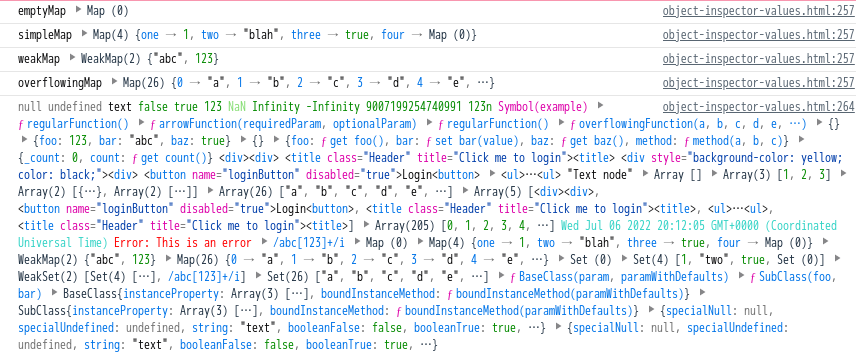 emptyMap ▶ Map (0) object-inspector-values.html:257
simpleMap ▶ Map(4) {one → 1, two → "blah", three → true, four → Map (0)} object-inspector-values.html:257
weakMap ▶ WeakMap(2) {"abc", 123} object-inspector-values.html:257
overflowingMap ▶ Map(26) {0 → "a", 1 → "b", 2 → "c", 3 → "d", 4 → "e", …} object-inspector-values.html:257
null undefined text false true 123 NaN Infinity -Infinity 9007199254740991 123n Symbol(example) ▶ object-inspector-values.html:264
ƒ regularFunction() ▶ ƒ arrowFunction(requiredParam, optionalParam) ▶ ƒ regularFunction() ▶ ƒ overflowingFunction(a, b, c, d, e, …) ▶ {}
▶ {foo: 123, bar: "abc", baz: true} ▶ {} ▶ {foo: ƒ get foo(), bar: ƒ set bar(value), baz: ƒ get baz(), method: ƒ method(a, b, c)} ▶
{_count: 0, count: ƒ get count()} <div><div> <title class="Header" title="Click me to login"><title> <div style="background-color: yellow;
color: black;"><div> <button name="loginButton" disabled="true">Login<button> ▶ <ul>⋯<ul> "Text node" ▶ Array [] ▶ Array(3) [1, 2, 3] ▶
Array(2) [{…}, Array(2) […]] ▶ Array(26) ["a", "b", "c", "d", "e", …] ▶ Array(5) [<div><div>,
<button name="loginButton" disabled="true">Login<button>, <title class="Header" title="Click me to login"><title>, <ul>⋯<ul>,
<title class="Header" title="Click me to login"><title>] ▶ Array(205) [0, 1, 2, 3, 4, …] Wed Jul 06 2022 20:12:05 GMT+0000 (Coordinated
Universal Time) Error: This is an error ▶ /abc[123]+/i ▶ Map (0) ▶ Map(4) {one → 1, two → "blah", three → true, four → Map (0)} ▶
WeakMap(2) {"abc", 123} ▶ Map(26) {0 → "a", 1 → "b", 2 → "c", 3 → "d", 4 → "e", …} ▶ Set (0) ▶ Set(4) [1, "two", true, Set (0)] ▶
WeakSet(2) [Set(4) […], /abc[123]+/i] ▶ Set(26) ["a", "b", "c", "d", "e", …] ▶ ƒ BaseClass(param, paramWithDefaults) ▶ ƒ SubClass(foo,
bar) ▶ BaseClass{instanceProperty: Array(3) […], boundInstanceMethod: ƒ boundInstanceMethod(paramWithDefaults)} ▶
SubClass{instanceProperty: Array(3) […], boundInstanceMethod: ƒ boundInstanceMethod(paramWithDefaults)} ▶ {specialNull: null,
specialUndefined: undefined, string: "text", booleanFalse: false, booleanTrue: true, …} ▶ {specialNull: null, specialUndefined:
undefined, string: "text", booleanFalse: false, booleanTrue: true, …}